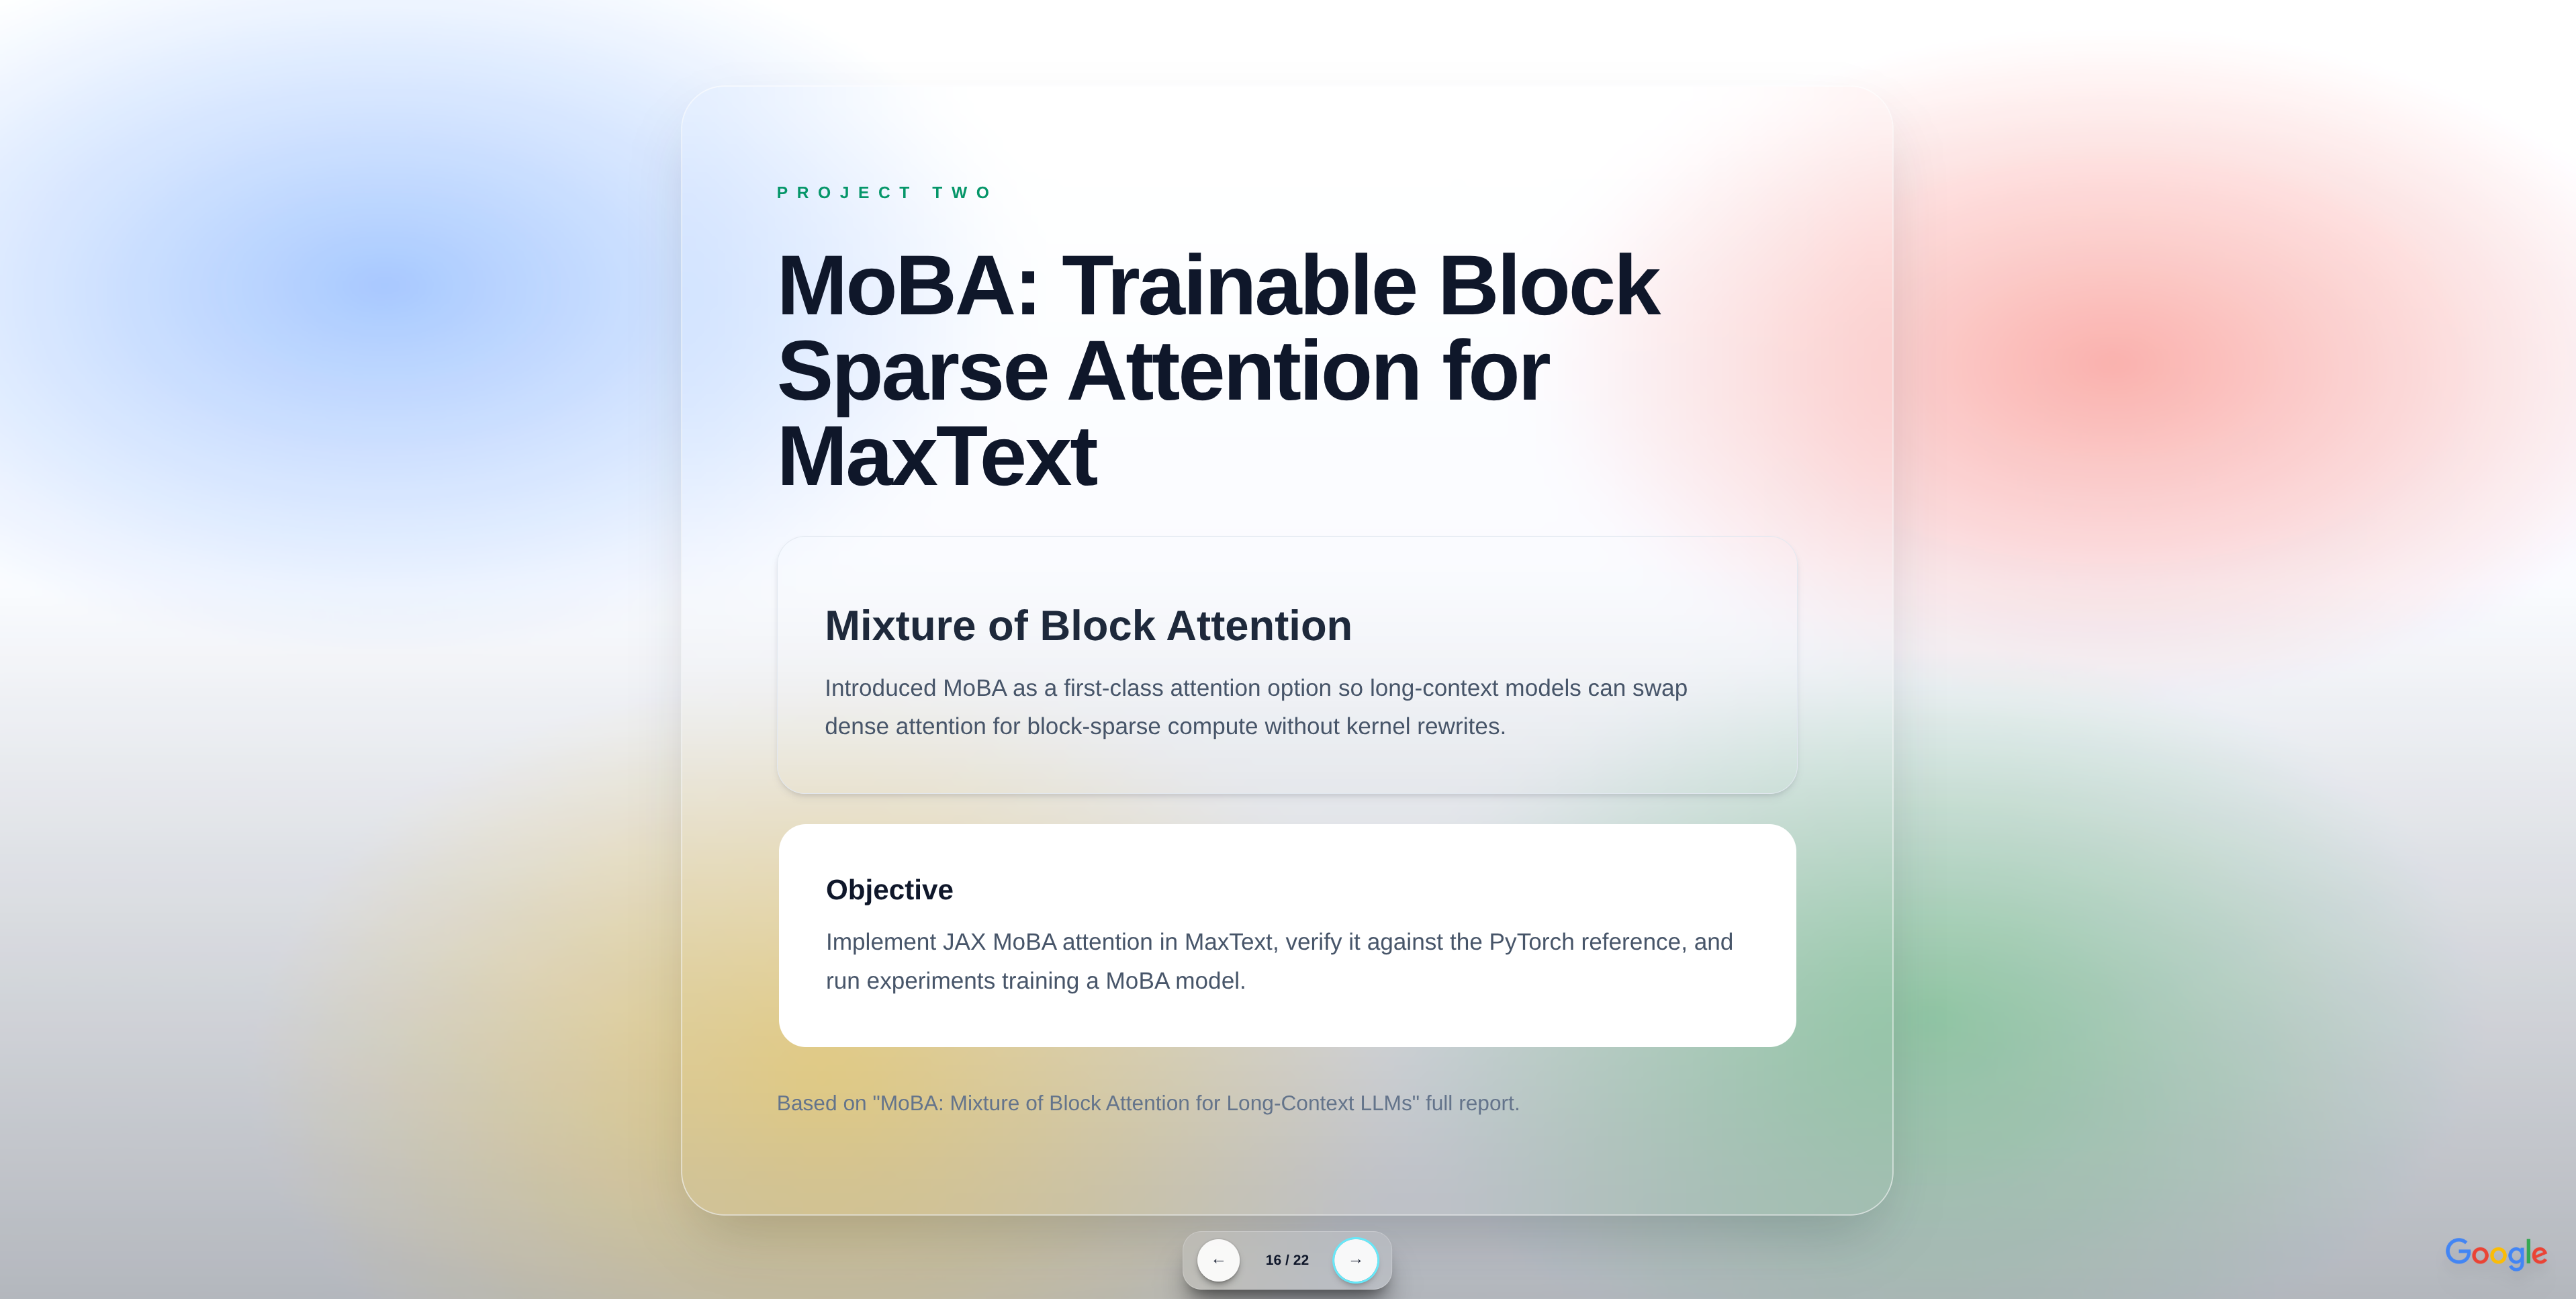 PROJECT TWO
MoBA: Trainable Block
Sparse Attention for
MaxText
Mixture of Block Attention
Introduced MoBA as a first-class attention option so long-context models can swap
dense attention for block-sparse compute without kernel rewrites.
Objective
Implement JAX MoBA attention in MaxText, verify it against the PyTorch reference, and
run experiments training a MoBA model.
Based on "MoBA: Mixture of Block Attention for Long-Context LLMs" full report.
← 16 / 22 →
Google